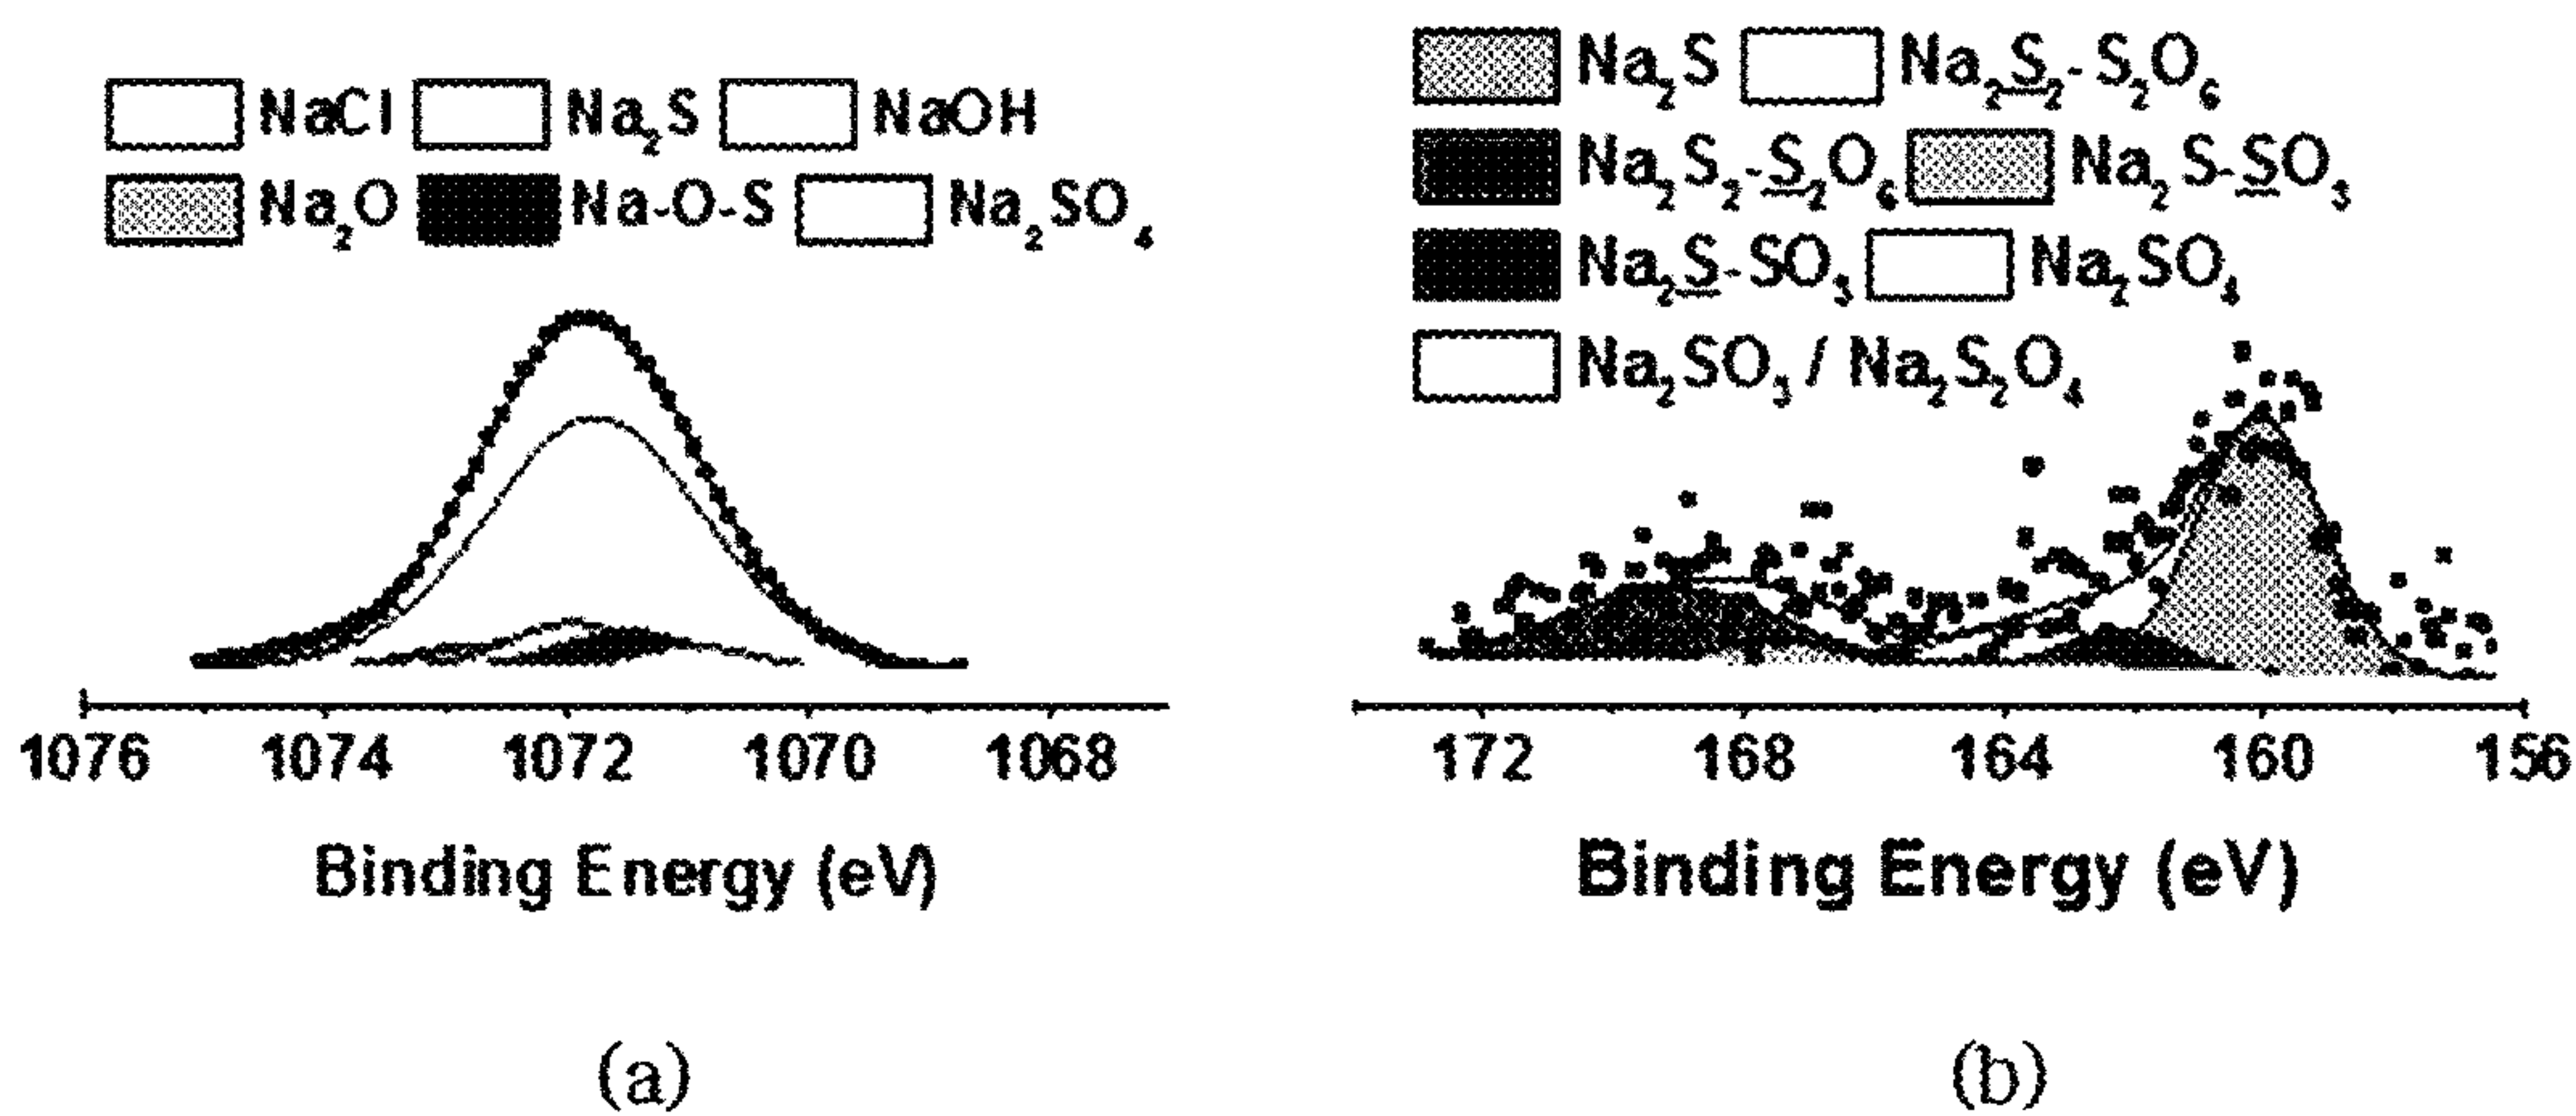 NaCl Na₂S NaOH
Na₂O Na-O-S Na₂SO₄
1076 1074 1072 1070 1068
Binding Energy (eV)
(a)
Na₂S Na₂S₂-S₂O₆
Na₂S₂-S₂O₆ Na₂S-SO₃
Na₂S-SO₃ Na₂SO₄
Na₂SO₃ / Na₂S₂O₄
172 168 164 160 156
Binding Energy (eV)
(b)